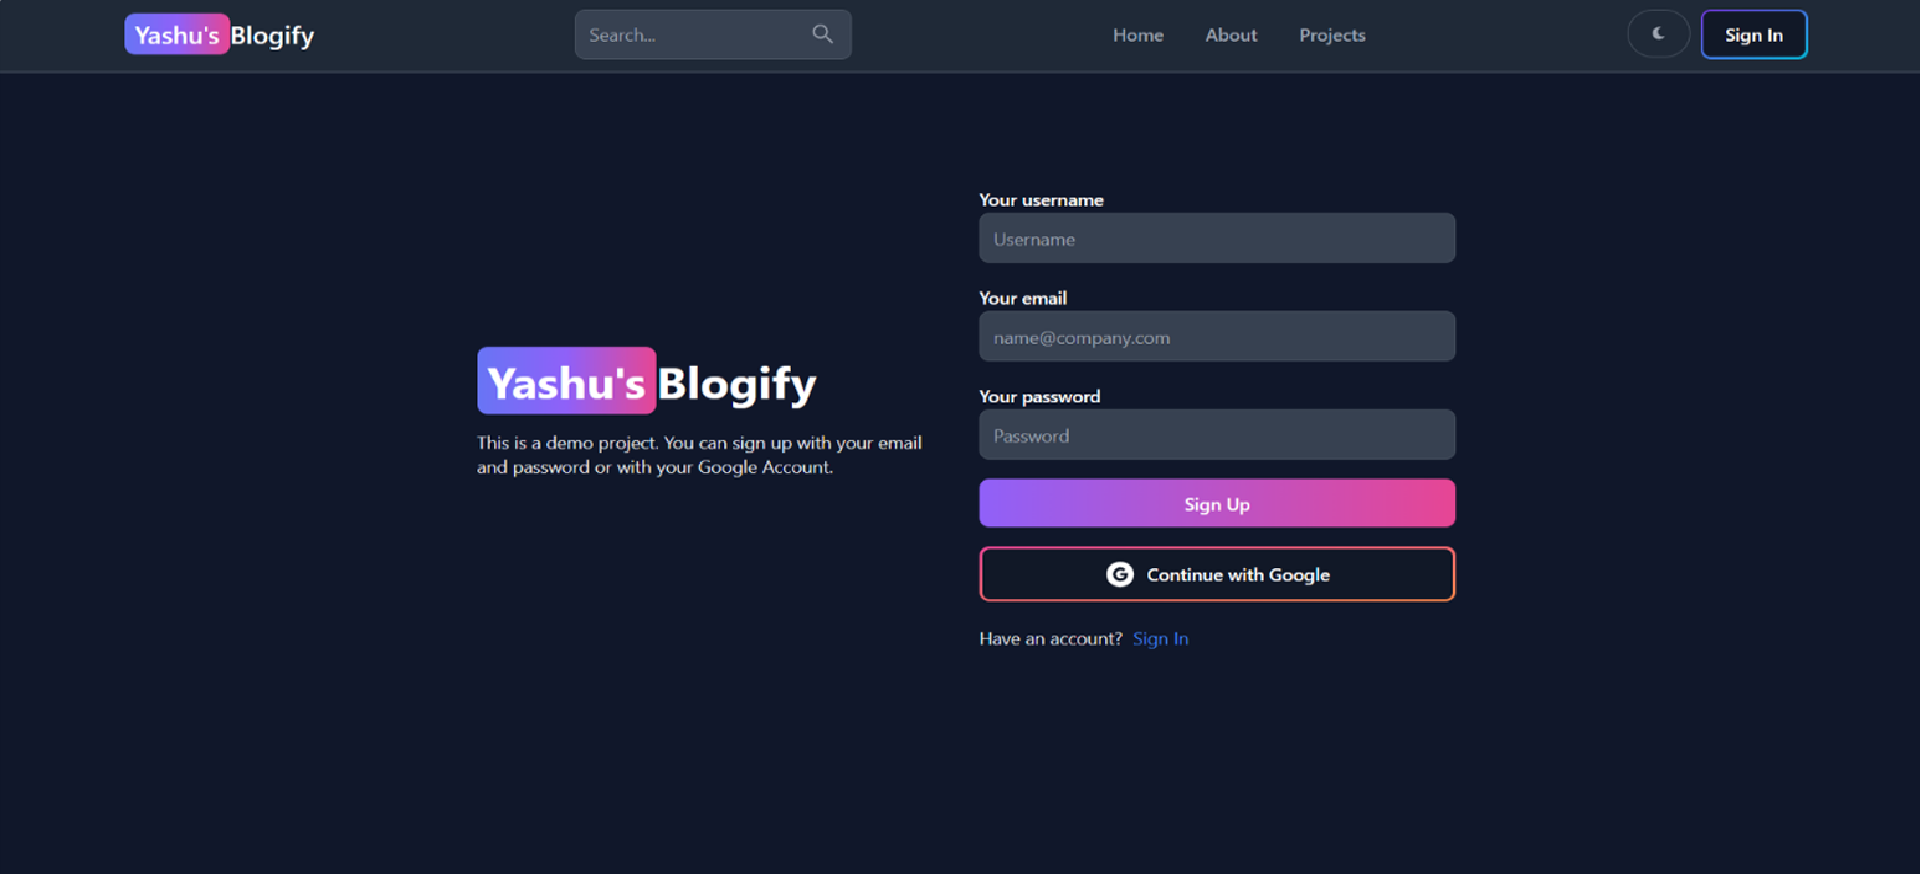 Yashu's Blogify
Search...
Home
About
Projects
Sign In
Your username
Username
Your email
name@company.com
Your password
Password
Sign Up
Continue with Google
Have an account? Sign In
Yashu's Blogify
This is a demo project. You can sign up with your email
and password or with your Google Account.